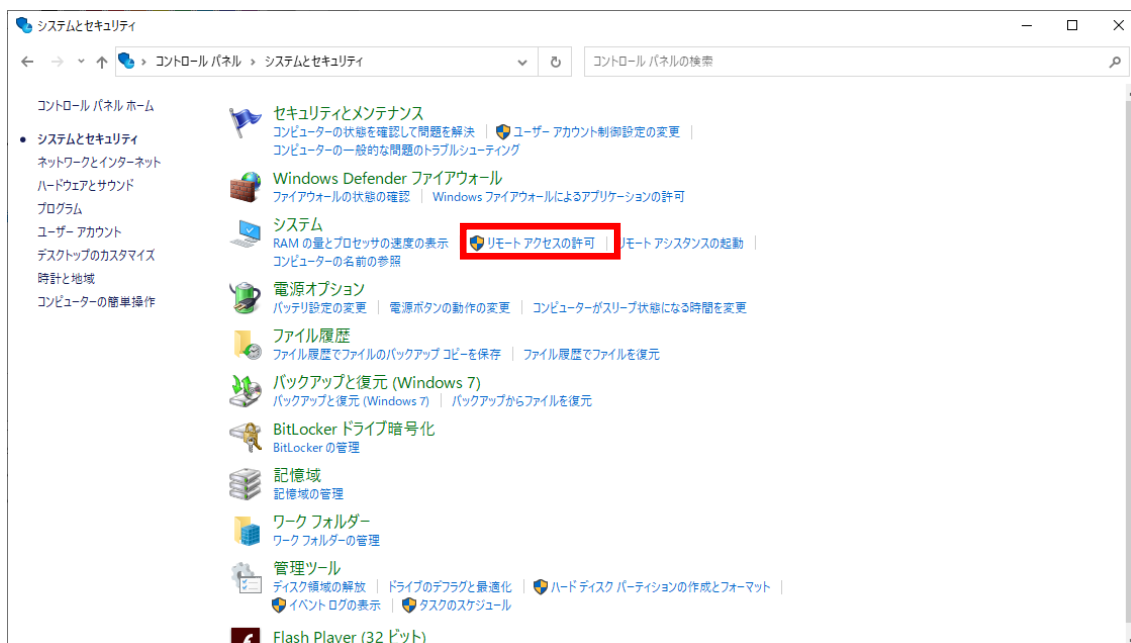 システムとセキュリティ
コントロール パネル › システムとセキュリティ
コントロール パネルの検索
コントロール パネル ホーム
システムとセキュリティ
ネットワークとインターネット
ハードウェアとサウンド
プログラム
ユーザー アカウント
デスクトップのカスタマイズ
時計と地域
コンピューターの簡単操作
セキュリティとメンテナンス
コンピューターの状態を確認して問題を解決 ユーザー アカウント制御設定の変更
コンピューターの一般的な問題のトラブルシューティング
Windows Defender ファイアウォール
ファイアウォールの状態の確認 Windows ファイアウォールによるアプリケーションの許可
システム
RAM の量とプロセッサの速度の表示 リモート アクセスの許可 リモート アシスタンスの起動
コンピューターの名前の参照
電源オプション
バッテリ設定の変更 電源ボタンの動作の変更 コンピューターがスリープ状態になる時間を変更
ファイル履歴
ファイル履歴でファイルのバックアップ コピーを保存 ファイル履歴でファイルを復元
バックアップと復元 (Windows 7)
バックアップと復元 (Windows 7) バックアップからファイルを復元
BitLocker ドライブ暗号化
BitLocker の管理
記憶域
記憶域の管理
ワーク フォルダー
ワーク フォルダーの管理
管理ツール
ディスク領域の解放 ドライブのデフラグと最適化 ハード ディスク パーティションの作成とフォーマット
イベント ログの表示 タスクのスケジュール
Flash Player (32 ビット)